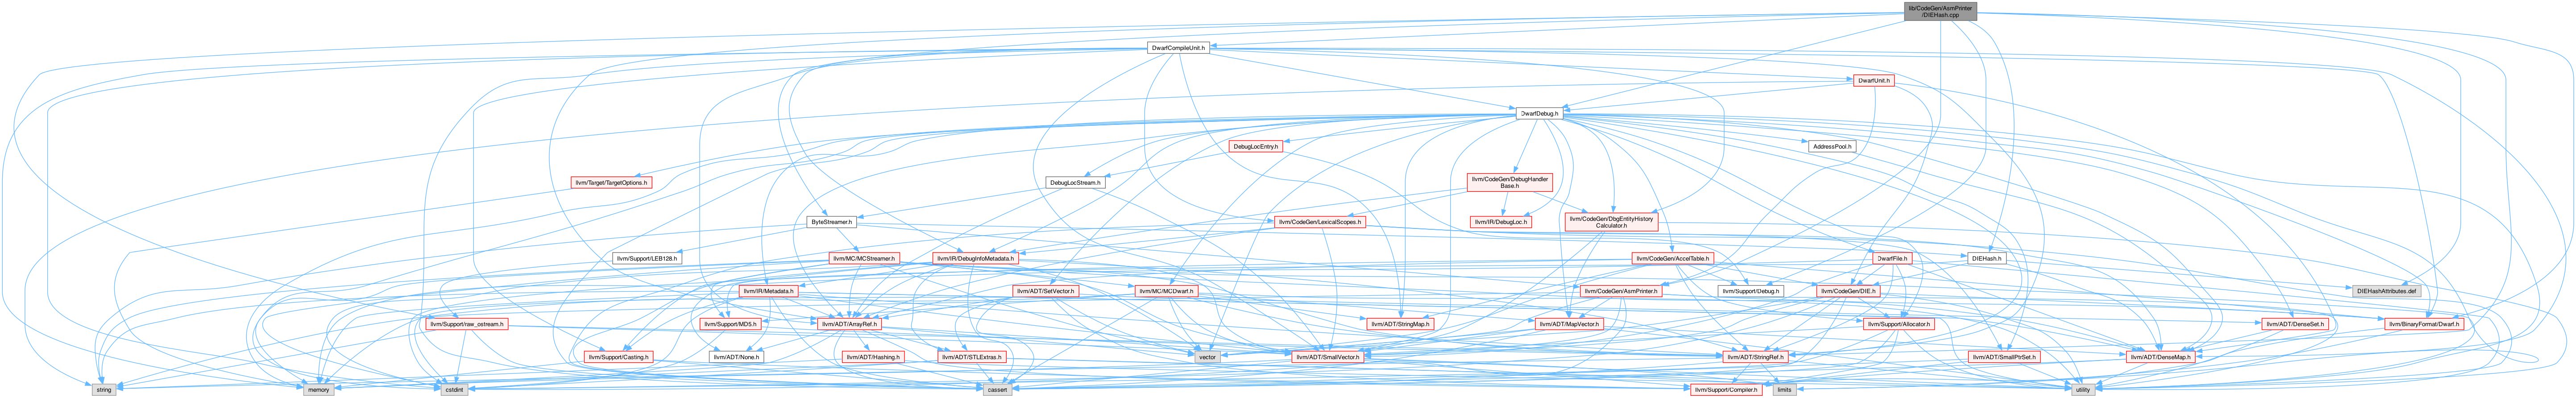 lib/CodeGen/AsmPrinter
/DIEHash.cpp
DwarfCompileUnit.h
DwarfUnit.h
DwarfDebug.h
DebugLocEntry.h
AddressPool.h
llvm/Target/TargetOptions.h
DebugLocStream.h
llvm/CodeGen/DebugHandler
Base.h
ByteStreamer.h
llvm/CodeGen/LexicalScopes.h
llvm/IR/DebugLoc.h
llvm/CodeGen/DbgEntityHistory
Calculator.h
llvm/Support/LEB128.h
llvm/MC/MCStreamer.h
llvm/IR/DebugInfoMetadata.h
llvm/CodeGen/AccelTable.h
DwarfFile.h
DIEHash.h
llvm/IR/Metadata.h
llvm/ADT/SetVector.h
llvm/MC/MCDwarf.h
llvm/CodeGen/AsmPrinter.h
llvm/Support/Debug.h
llvm/CodeGen/DIE.h
DIEHashAttributes.def
llvm/Support/raw_ostream.h
llvm/Support/MD5.h
llvm/ADT/ArrayRef.h
llvm/ADT/StringMap.h
llvm/ADT/MapVector.h
llvm/Support/Allocator.h
llvm/ADT/DenseSet.h
llvm/BinaryFormat/Dwarf.h
llvm/Support/Casting.h
llvm/ADT/None.h
llvm/ADT/Hashing.h
llvm/ADT/STLExtras.h
vector
llvm/ADT/SmallVector.h
llvm/ADT/StringRef.h
llvm/ADT/SmallPtrSet.h
llvm/ADT/DenseMap.h
string
memory
cstdint
cassert
llvm/Support/Compiler.h
limits
utility